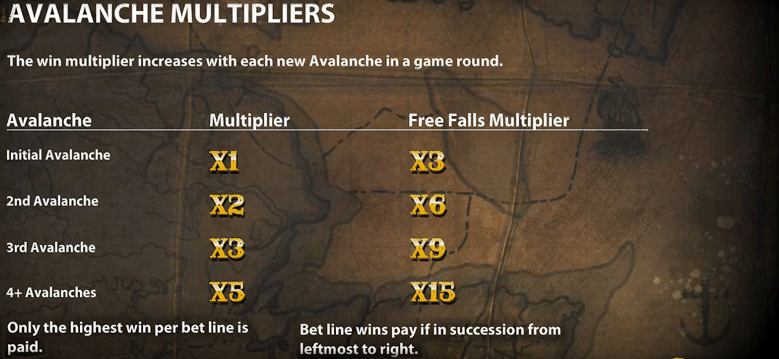 AVALANCHE MULTIPLIERS
The win multiplier increases with each new Avalanche in a game round.
Avalanche Multiplier Free Falls Multiplier
Initial Avalanche X1 X3
2nd Avalanche X2 X6
3rd Avalanche X3 X9
4+ Avalanches X5 X15
Only the highest win per bet line is
paid.
Bet line wins pay if in succession from
leftmost to right.